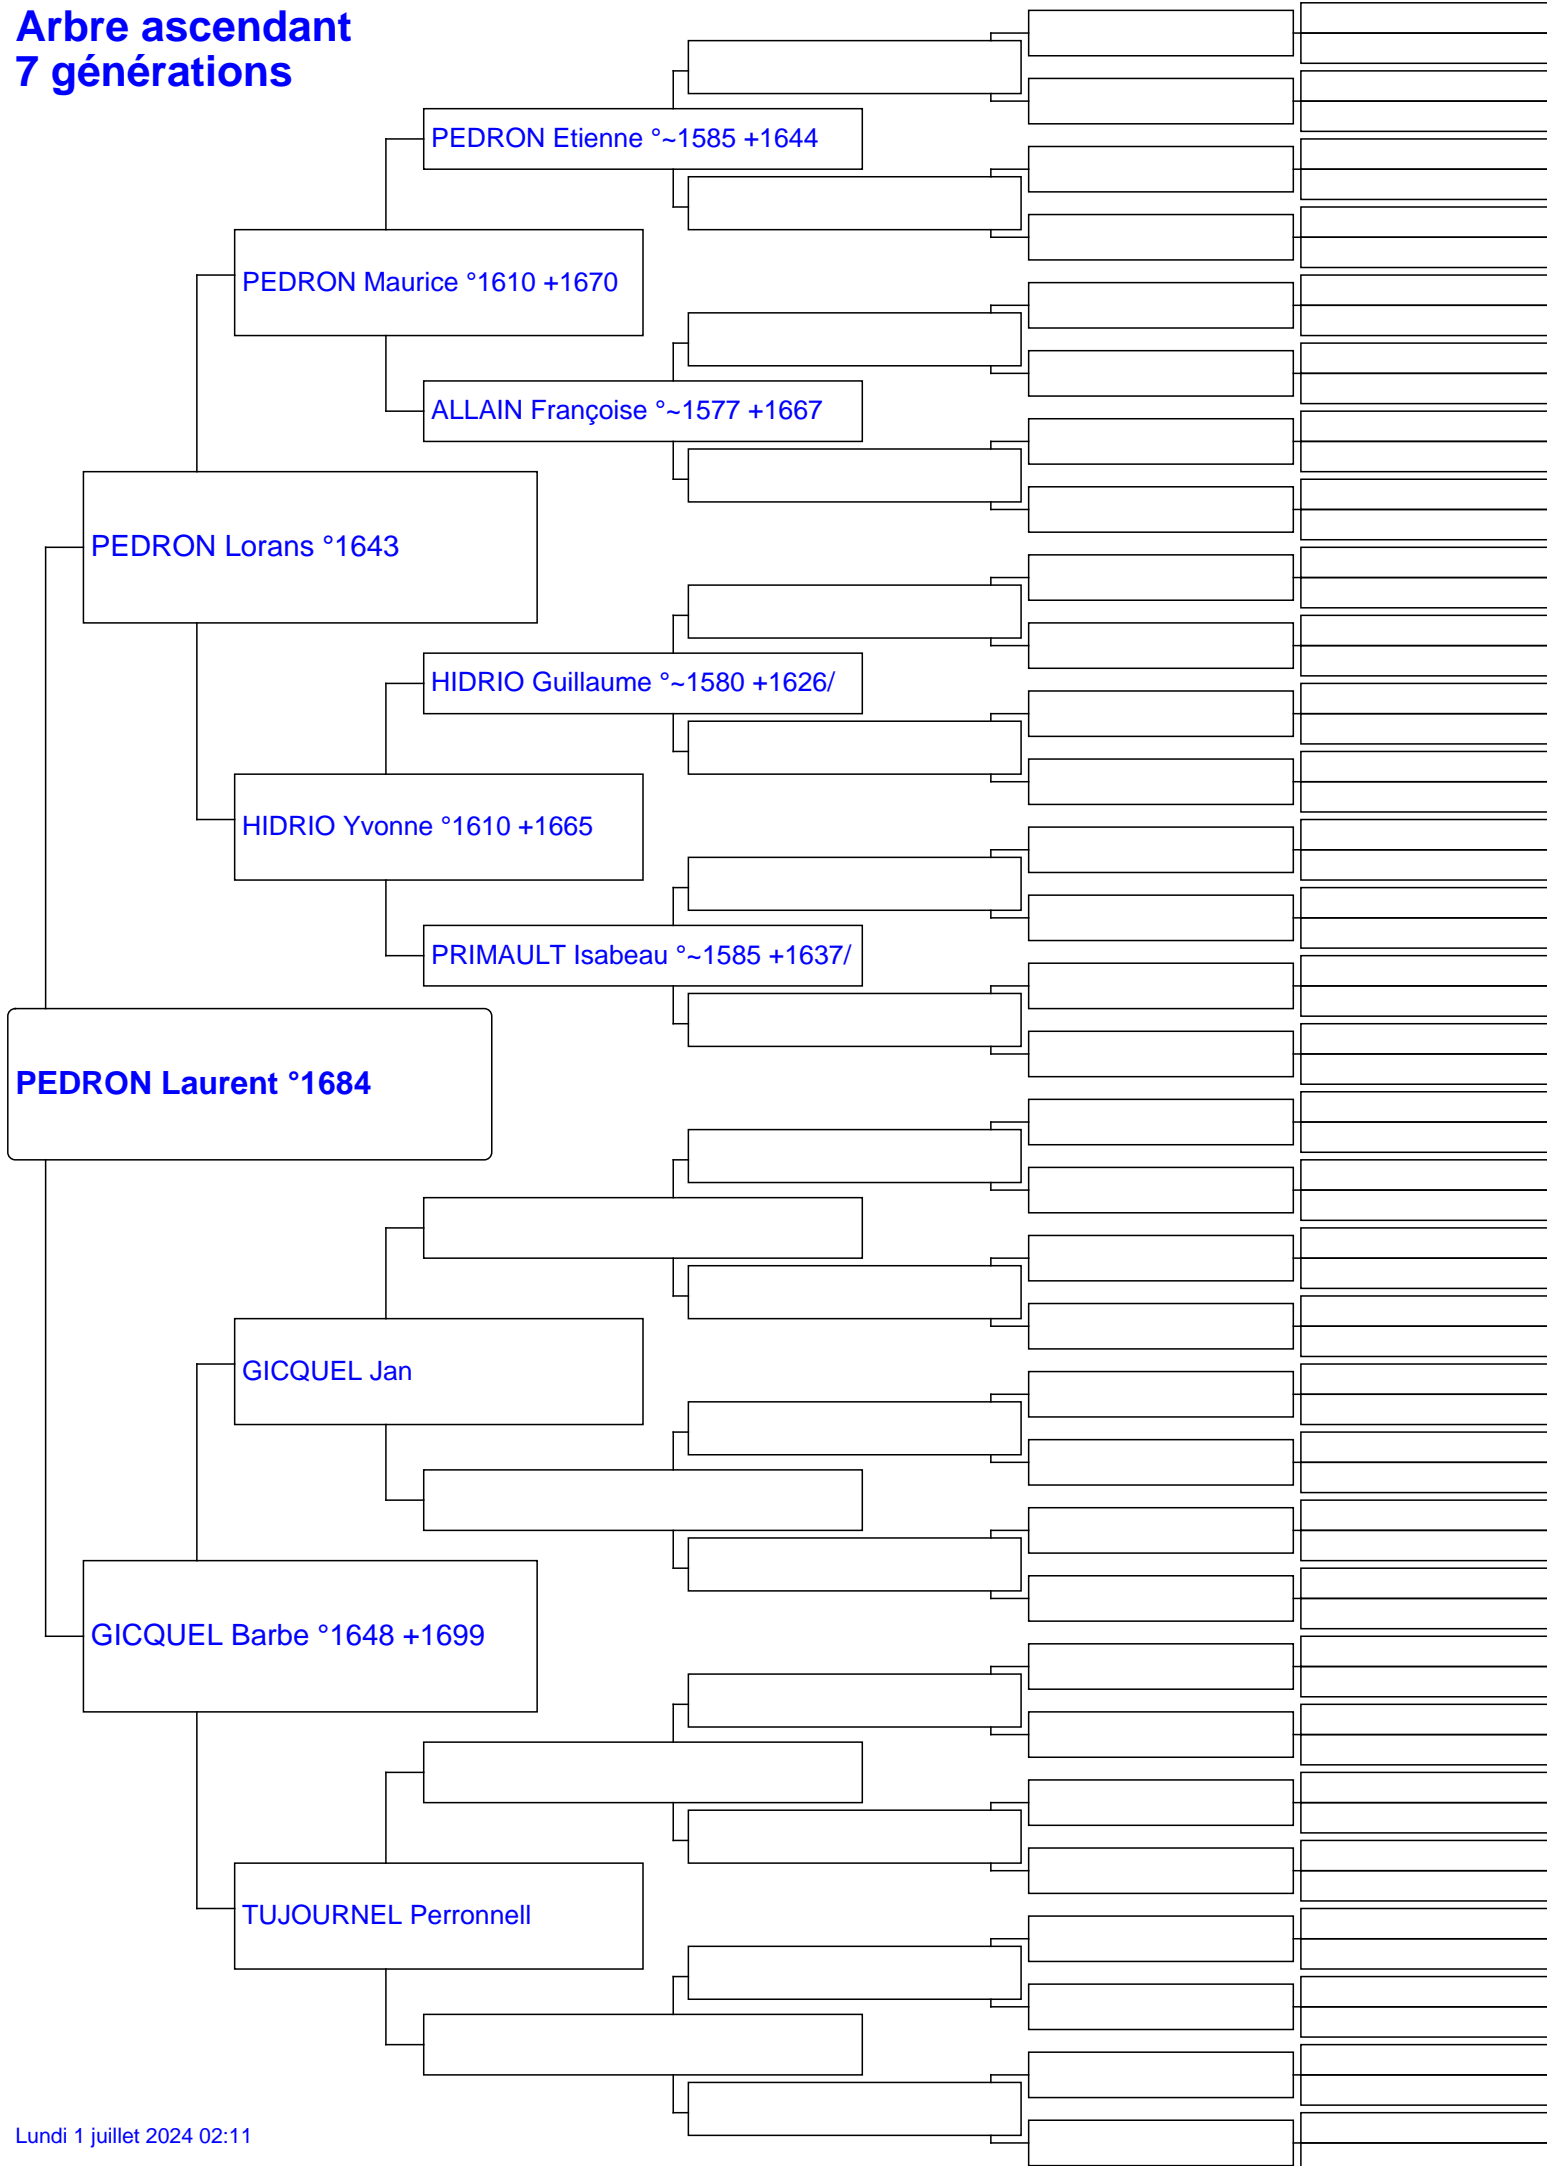 Arbre ascendant
7 générations
PEDRON Etienne °~1585 +1644
PEDRON Maurice °1610 +1670
ALLAIN Françoise °~1577 +1667
PEDRON Lorans °1643
HIDRIO Guillaume °~1580 +1626/
HIDRIO Yvonne °1610 +1665
PRIMAULT Isabeau °~1585 +1637/
PEDRON Laurent °1684
GICQUEL Jan
GICQUEL Barbe °1648 +1699
TUJOURNEL Perronnell
Lundi 1 juillet 2024 02:11